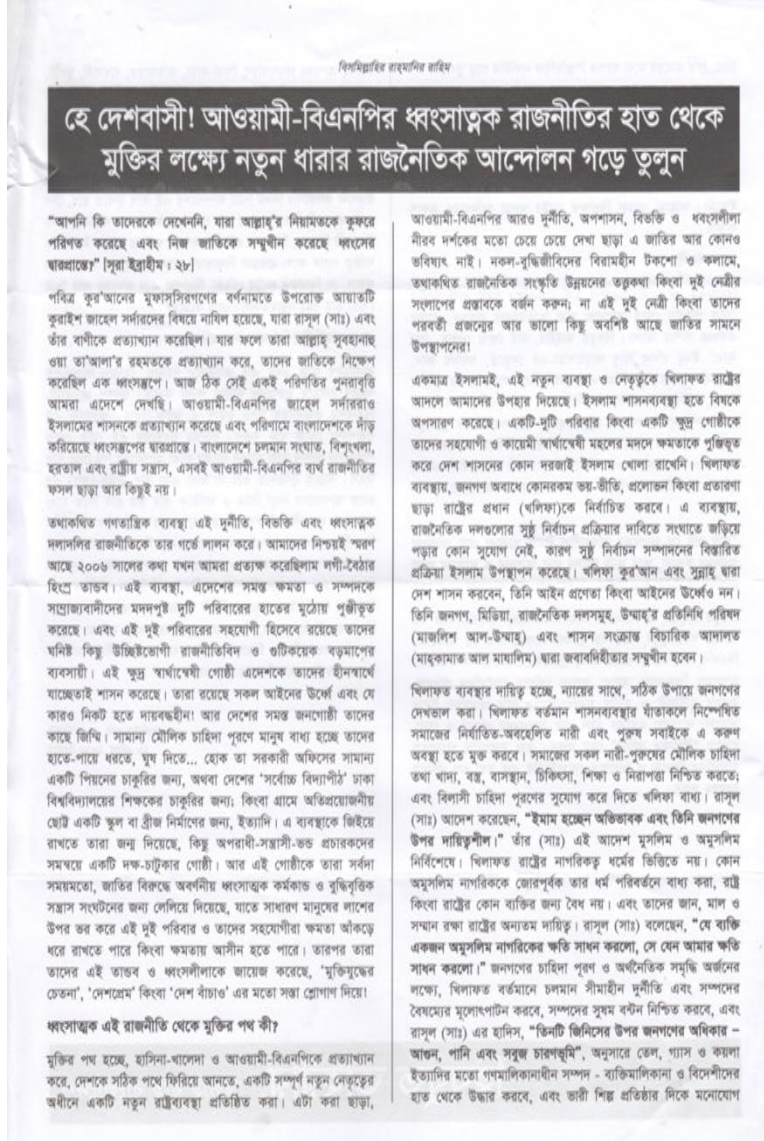 বিসমিল্লাহির রাহমানির রাহিম
হে দেশবাসী! আওয়ামী-বিএনপির ধ্বংসাত্নক রাজনীতির হাত থেকে
মুক্তির লক্ষ্যে নতুন ধারার রাজনৈতিক আন্দোলন গড়ে তুলুন
“আপনি কি তাদেরকে দেখেননি, যারা আল্লাহ্’র নিয়ামতকে কুফরে
পরিণত করেছে এবং নিজ জাতিকে সম্মুখীন করেছে ধ্বংসের
দ্বারপ্রান্তে?” [সূরা ইব্রাহীম : ২৮]
পবিত্র কুর’আনের মুফাস্সিরগণের বর্ণনামতে উপরোক্ত আয়াতটি
কুরাইশ জাহেল সর্দারদের বিষয়ে নাযিল হয়েছে, যারা রাসূল (সাঃ) এবং
তাঁর বাণীকে প্রত্যাখ্যান করেছিল। যার ফলে তারা আল্লাহ্ সুবহানাহু
ওয়া তা’আলা’র রহমতকে প্রত্যাখ্যান করে, তাদের জাতিকে নিক্ষেপ
করেছিল এক ধ্বংসস্তূপে। আজ ঠিক সেই একই পরিণতির পুনরাবৃত্তি
আমরা এদেশে দেখছি। আওয়ামী-বিএনপির জাহেল সর্দাররাও
ইসলামের শাসনকে প্রত্যাখ্যান করেছে এবং পরিণামে বাংলাদেশকে দাঁড়
করিয়েছে ধ্বংসস্তূপের দ্বারপ্রান্তে। বাংলাদেশে চলমান সংঘাত, বিশৃংখলা,
হরতাল এবং রাষ্ট্রীয় সন্ত্রাস, এসবই আওয়ামী-বিএনপির ব্যর্থ রাজনীতির
ফসল ছাড়া আর কিছুই নয়।
তথাকথিত গণতান্ত্রিক ব্যবস্থা এই দুর্নীতি, বিভক্তি এবং ধ্বংসাত্নক
দলাদলির রাজনীতিকে তার গর্ভে লালন করে। আমাদের নিশ্চয়ই স্মরণ
আছে ২০০৬ সালের কথা যখন আমরা প্রত্যক্ষ করেছিলাম লগী-বৈঠার
হিংস্র তান্ডব। এই ব্যবস্থা, এদেশের সমস্ত ক্ষমতা ও সম্পদকে
সাম্রাজ্যবাদীদের মদদপুষ্ট দুটি পরিবারের হাতের মুঠোয় পুঞ্জীভূত
করেছে। এবং এই দুই পরিবারের সহযোগী হিসেবে রয়েছে তাদের
ঘনিষ্ট কিছু উচ্ছিষ্টভোগী রাজনীতিবিদ ও গুটিকয়েক বড়মাপের
ব্যবসায়ী। এই ক্ষুদ্র স্বার্থান্বেষী গোষ্ঠী এদেশকে তাদের হীনস্বার্থে
যাচ্ছেতাই শাসন করেছে। তারা রয়েছে সকল আইনের উর্ধ্বে এবং যে
কারও নিকট হতে দায়বদ্ধহীন! আর দেশের সমস্ত জনগোষ্ঠী তাদের
কাছে জিম্মি। সামান্য মৌলিক চাহিদা পূরণে মানুষ বাধ্য হচ্ছে তাদের
হাতে-পায়ে ধরতে, ঘুষ দিতে... হোক তা সরকারী অফিসের সামান্য
একটি পিয়নের চাকুরির জন্য, অথবা দেশের ‘সর্বোচ্চ বিদ্যাপীঠ’ ঢাকা
বিশ্ববিদ্যালয়ের শিক্ষকের চাকুরির জন্য; কিংবা গ্রামে অতিপ্রয়োজনীয়
ছোট্ট একটি স্কুল বা ব্রীজ নির্মাণের জন্য, ইত্যাদি। এ ব্যবস্থাকে জিইয়ে
রাখতে তারা জন্ম দিয়েছে, কিছু অপরাধী-সন্ত্রাসী-ভন্ড প্রচারকদের
সমন্বয়ে একটি দক্ষ-চাটুকার গোষ্ঠী। আর এই গোষ্ঠীকে তারা সর্বদা
সময়মতো, জাতির বিরুদ্ধে অবর্ণনীয় ধ্বংসাত্নক কর্মকান্ড ও বুদ্ধিবৃত্তিক
সন্ত্রাস সংঘটনের জন্য লেলিয়ে দিয়েছে, যাতে সাধারণ মানুষের লাশের
উপর ভর করে এই দুই পরিবার ও তাদের সহযোগীরা ক্ষমতা আঁকড়ে
ধরে রাখতে পারে কিংবা ক্ষমতায় আসীন হতে পারে। তারপর তারা
তাদের এই তান্ডব ও ধ্বংসলীলাকে জায়েজ করেছে, ‘মুক্তিযুদ্ধের
চেতনা’, ‘দেশপ্রেম’ কিংবা ‘দেশ বাঁচাও’ এর মতো সস্তা শ্লোগান দিয়ে!
ধ্বংসাত্নক এই রাজনীতি থেকে মুক্তির পথ কী?
মুক্তির পথ হচ্ছে, হাসিনা-খালেদা ও আওয়ামী-বিএনপিকে প্রত্যাখ্যান
করে, দেশকে সঠিক পথে ফিরিয়ে আনতে, একটি সম্পূর্ণ নতুন নেতৃত্বের
অধীনে একটি নতুন রাষ্ট্রব্যবস্থা প্রতিষ্ঠিত করা। এটা করা ছাড়া,
আওয়ামী-বিএনপির আরও দুর্নীতি, অপশাসন, বিভক্তি ও ধ্বংসলীলা
নীরব দর্শকের মতো চেয়ে চেয়ে দেখা ছাড়া এ জাতির আর কোনও
ভবিষ্যৎ নাই। নকল-বুদ্ধিজীবিদের বিরামহীন টকশো ও কলামে,
তথাকথিত রাজনৈতিক সংস্কৃতি উন্নয়নের তত্ত্বকথা কিংবা দুই নেত্রীর
সংলাপের প্রস্তাবকে বর্জন করুন; না এই দুই নেত্রী কিংবা তাদের
পরবর্তী প্রজন্মের আর ভালো কিছু অবশিষ্ট আছে জাতির সামনে
উপস্থাপনের!
একমাত্র ইসলামই, এই নতুন ব্যবস্থা ও নেতৃত্বকে খিলাফত রাষ্ট্রের
আদলে আমাদের উপহার দিয়েছে। ইসলাম শাসনব্যবস্থা হতে বিষকে
অপসারণ করেছে। একটি-দুটি পরিবার কিংবা একটি ক্ষুদ্র গোষ্ঠীকে
তাদের সহযোগী ও কায়েমী স্বার্থান্বেষী মহলের মদদে ক্ষমতাকে পুঞ্জিভূত
করে দেশ শাসনের কোন দরজাই ইসলাম খোলা রাখেনি। খিলাফত
ব্যবস্থায়, জনগণ অবাধে কোনরকম ভয়-ভীতি, প্রলোভন কিংবা প্রতারণা
ছাড়া রাষ্ট্রের প্রধান (খলিফা)কে নির্বাচিত করবে। এ ব্যবস্থায়,
রাজনৈতিক দলগুলোর সুষ্ঠু নির্বাচন প্রক্রিয়ার দাবিতে সংঘাতে জড়িয়ে
পড়ার কোন সুযোগ নেই, কারণ সুষ্ঠু নির্বাচন সম্পাদনের বিস্তারিত
প্রক্রিয়া ইসলাম উপস্থাপন করেছে। খলিফা কুর’আন এবং সুন্নাহ্ দ্বারা
দেশ শাসন করবেন, তিনি আইন প্রণেতা কিংবা আইনের উর্ধ্বেও নন।
তিনি জনগণ, মিডিয়া, রাজনৈতিক দলসমূহ, উম্মাহ্’র প্রতিনিধি পরিষদ
(মাজলিশ আল-উম্মাহ্) এবং শাসন সংক্রান্ত বিচারিক আদালত
(মাহ্কামাত আল মাযালিম) দ্বারা জবাবদিহীতার সম্মুখীন হবেন।
খিলাফত ব্যবস্থার দায়িত্ব হচ্ছে, ন্যায়ের সাথে, সঠিক উপায়ে জনগণের
দেখভাল করা। খিলাফত বর্তমান শাসনব্যবস্থার যাঁতাকলে নিষ্পেষিত
সমাজের নির্যাতিত-অবহেলিত নারী এবং পুরুষ সবাইকে এ করুণ
অবস্থা হতে মুক্ত করবে। সমাজের সকল নারী-পুরুষের মৌলিক চাহিদা
তথা খাদ্য, বস্ত্র, বাসস্থান, চিকিৎসা, শিক্ষা ও নিরাপত্তা নিশ্চিত করতে;
এবং বিলাসী চাহিদা পূরণের সুযোগ করে দিতে খলিফা বাধ্য। রাসূল
(সাঃ) আদেশ করেছেন, “ইমাম হচ্ছেন অভিভাবক এবং তিনি জনগণের
উপর দায়িত্বশীল।” তাঁর (সাঃ) এই আদেশ মুসলিম ও অমুসলিম
নির্বিশেষে। খিলাফত রাষ্ট্রের নাগরিকত্ব ধর্মের ভিত্তিতে নয়। কোন
অমুসলিম নাগরিককে জোরপূর্বক তার ধর্ম পরিবর্তনে বাধ্য করা, রাষ্ট্র
কিংবা রাষ্ট্রের কোন ব্যক্তির জন্য বৈধ নয়। এবং তাদের জান, মাল ও
সম্মান রক্ষা রাষ্ট্রের অন্যতম দায়িত্ব। রাসূল (সাঃ) বলেছেন, “যে ব্যক্তি
একজন অমুসলিম নাগরিকের ক্ষতি সাধন করলো, সে যেন আমার ক্ষতি
সাধন করলো।” জনগণের চাহিদা পূরণ ও অর্থনৈতিক সমৃদ্ধি অর্জনের
লক্ষ্যে, খিলাফত বর্তমানে চলমান সীমাহীন দুর্নীতি এবং সম্পদের
বৈষম্যের মূলোৎপাটন করবে, সম্পদের সুষম বন্টন নিশ্চিত করবে, এবং
রাসূল (সাঃ) এর হাদিস, “তিনটি জিনিসের উপর জনগণের অধিকার –
আগুন, পানি এবং সবুজ চারণভূমি”, অনুসারে তেল, গ্যাস ও কয়লা
ইত্যাদির মতো গণমালিকানাধীন সম্পদ - ব্যক্তিমালিকানা ও বিদেশীদের
হাত থেকে উদ্ধার করবে, এবং ভারী শিল্প প্রতিষ্ঠার দিকে মনোযোগ